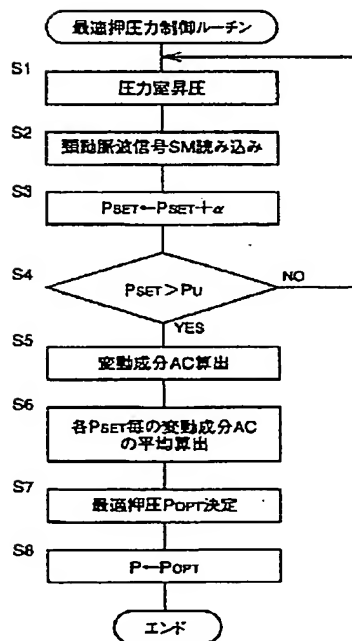 最適押圧力制御ルーチン
S1
圧力室昇圧
S2
頸動脈波信号SM読み込み
S3
PSET←PSET+α
S4
PSET>PU
NO
YES
S5
変動成分AC算出
S6
各PSET毎の変動成分AC
の平均算出
S7
最適押圧POPT決定
S8
P←POPT
エンド